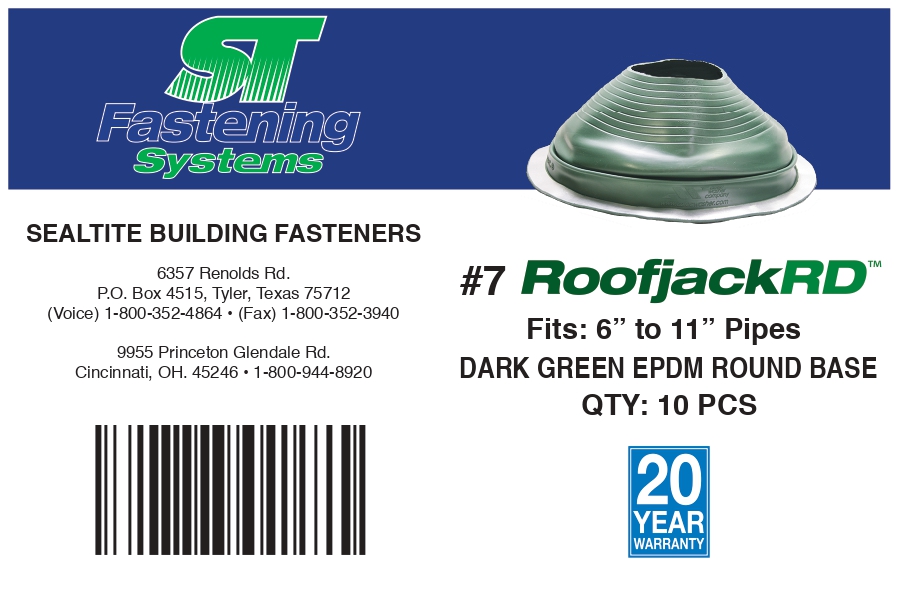 ST
Fastening
Systems
SEALTITE BUILDING FASTENERS
6357 Renolds Rd.
P.O. Box 4515, Tyler, Texas 75712
(Voice) 1-800-352-4864 • (Fax) 1-800-352-3940
9955 Princeton Glendale Rd.
Cincinnati, OH. 45246 • 1-800-944-8920
#7 RoofjackRD™
Fits: 6” to 11” Pipes
DARK GREEN EPDM ROUND BASE
QTY: 10 PCS
20
YEAR
WARRANTY